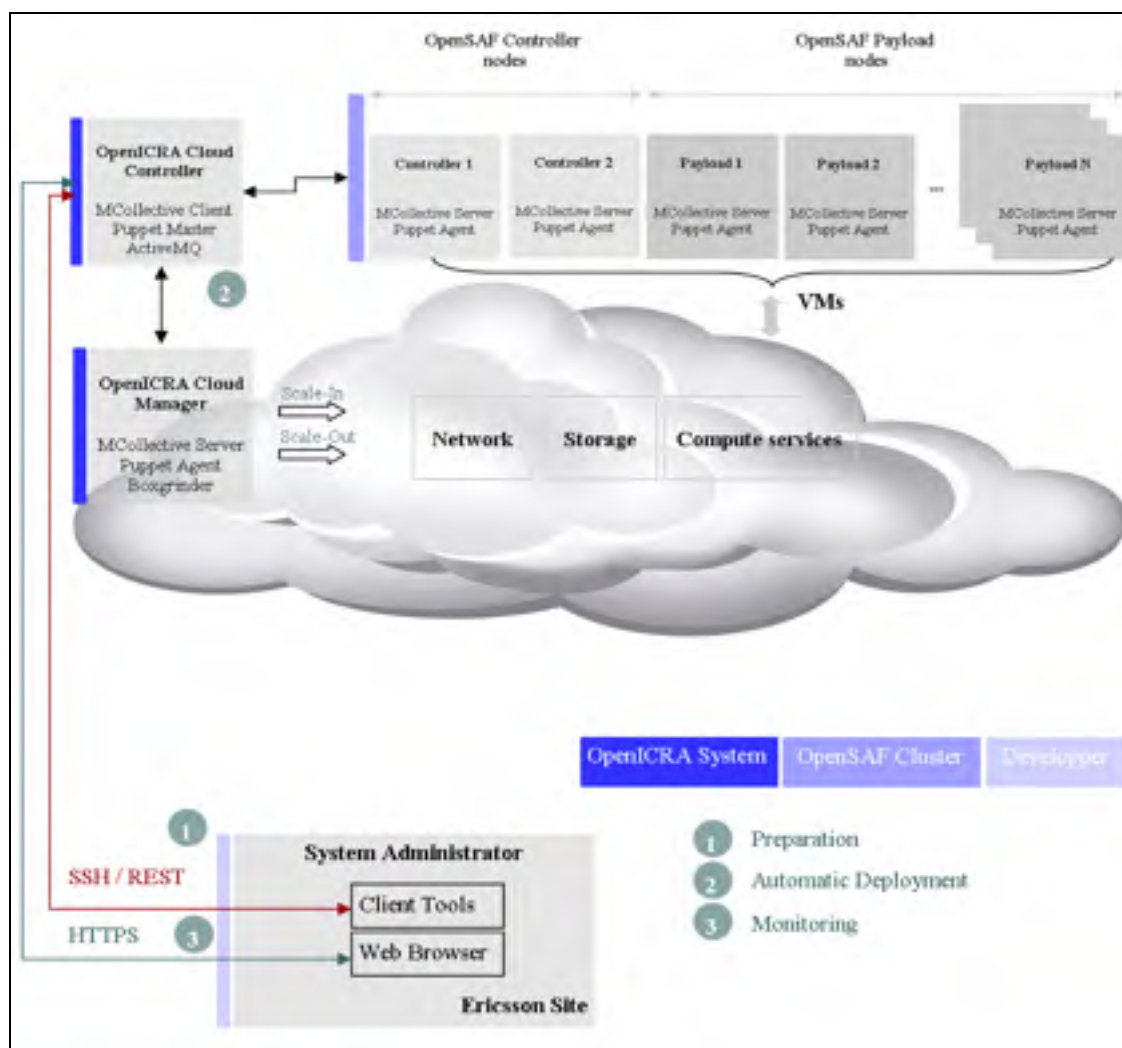 OpenSAF Controller
nodes
OpenSAF Payload
nodes
OpenICRA Cloud
Controller
MCollective Client
Puppet Master
ActiveMQ
Controller 1
MCollective Server
Puppet Agent
Controller 2
MCollective Server
Puppet Agent
Payload 1
MCollective Server
Puppet Agent
Payload 2
MCollective Server
Puppet Agent
...
Payload N
MCollective Server
Puppet Agent
2
VMs
OpenICRA Cloud
Manager
MCollective Server
Puppet Agent
Boxgrinder
Scale-In
Scale-Out
Network
Storage
Compute services
OpenICRA System
OpenSAF Cluster
Developper
1
System Administrator
SSH / REST
Client Tools
HTTPS
3
Web Browser
Ericsson Site
1 Preparation
2 Automatic Deployment
3 Monitoring